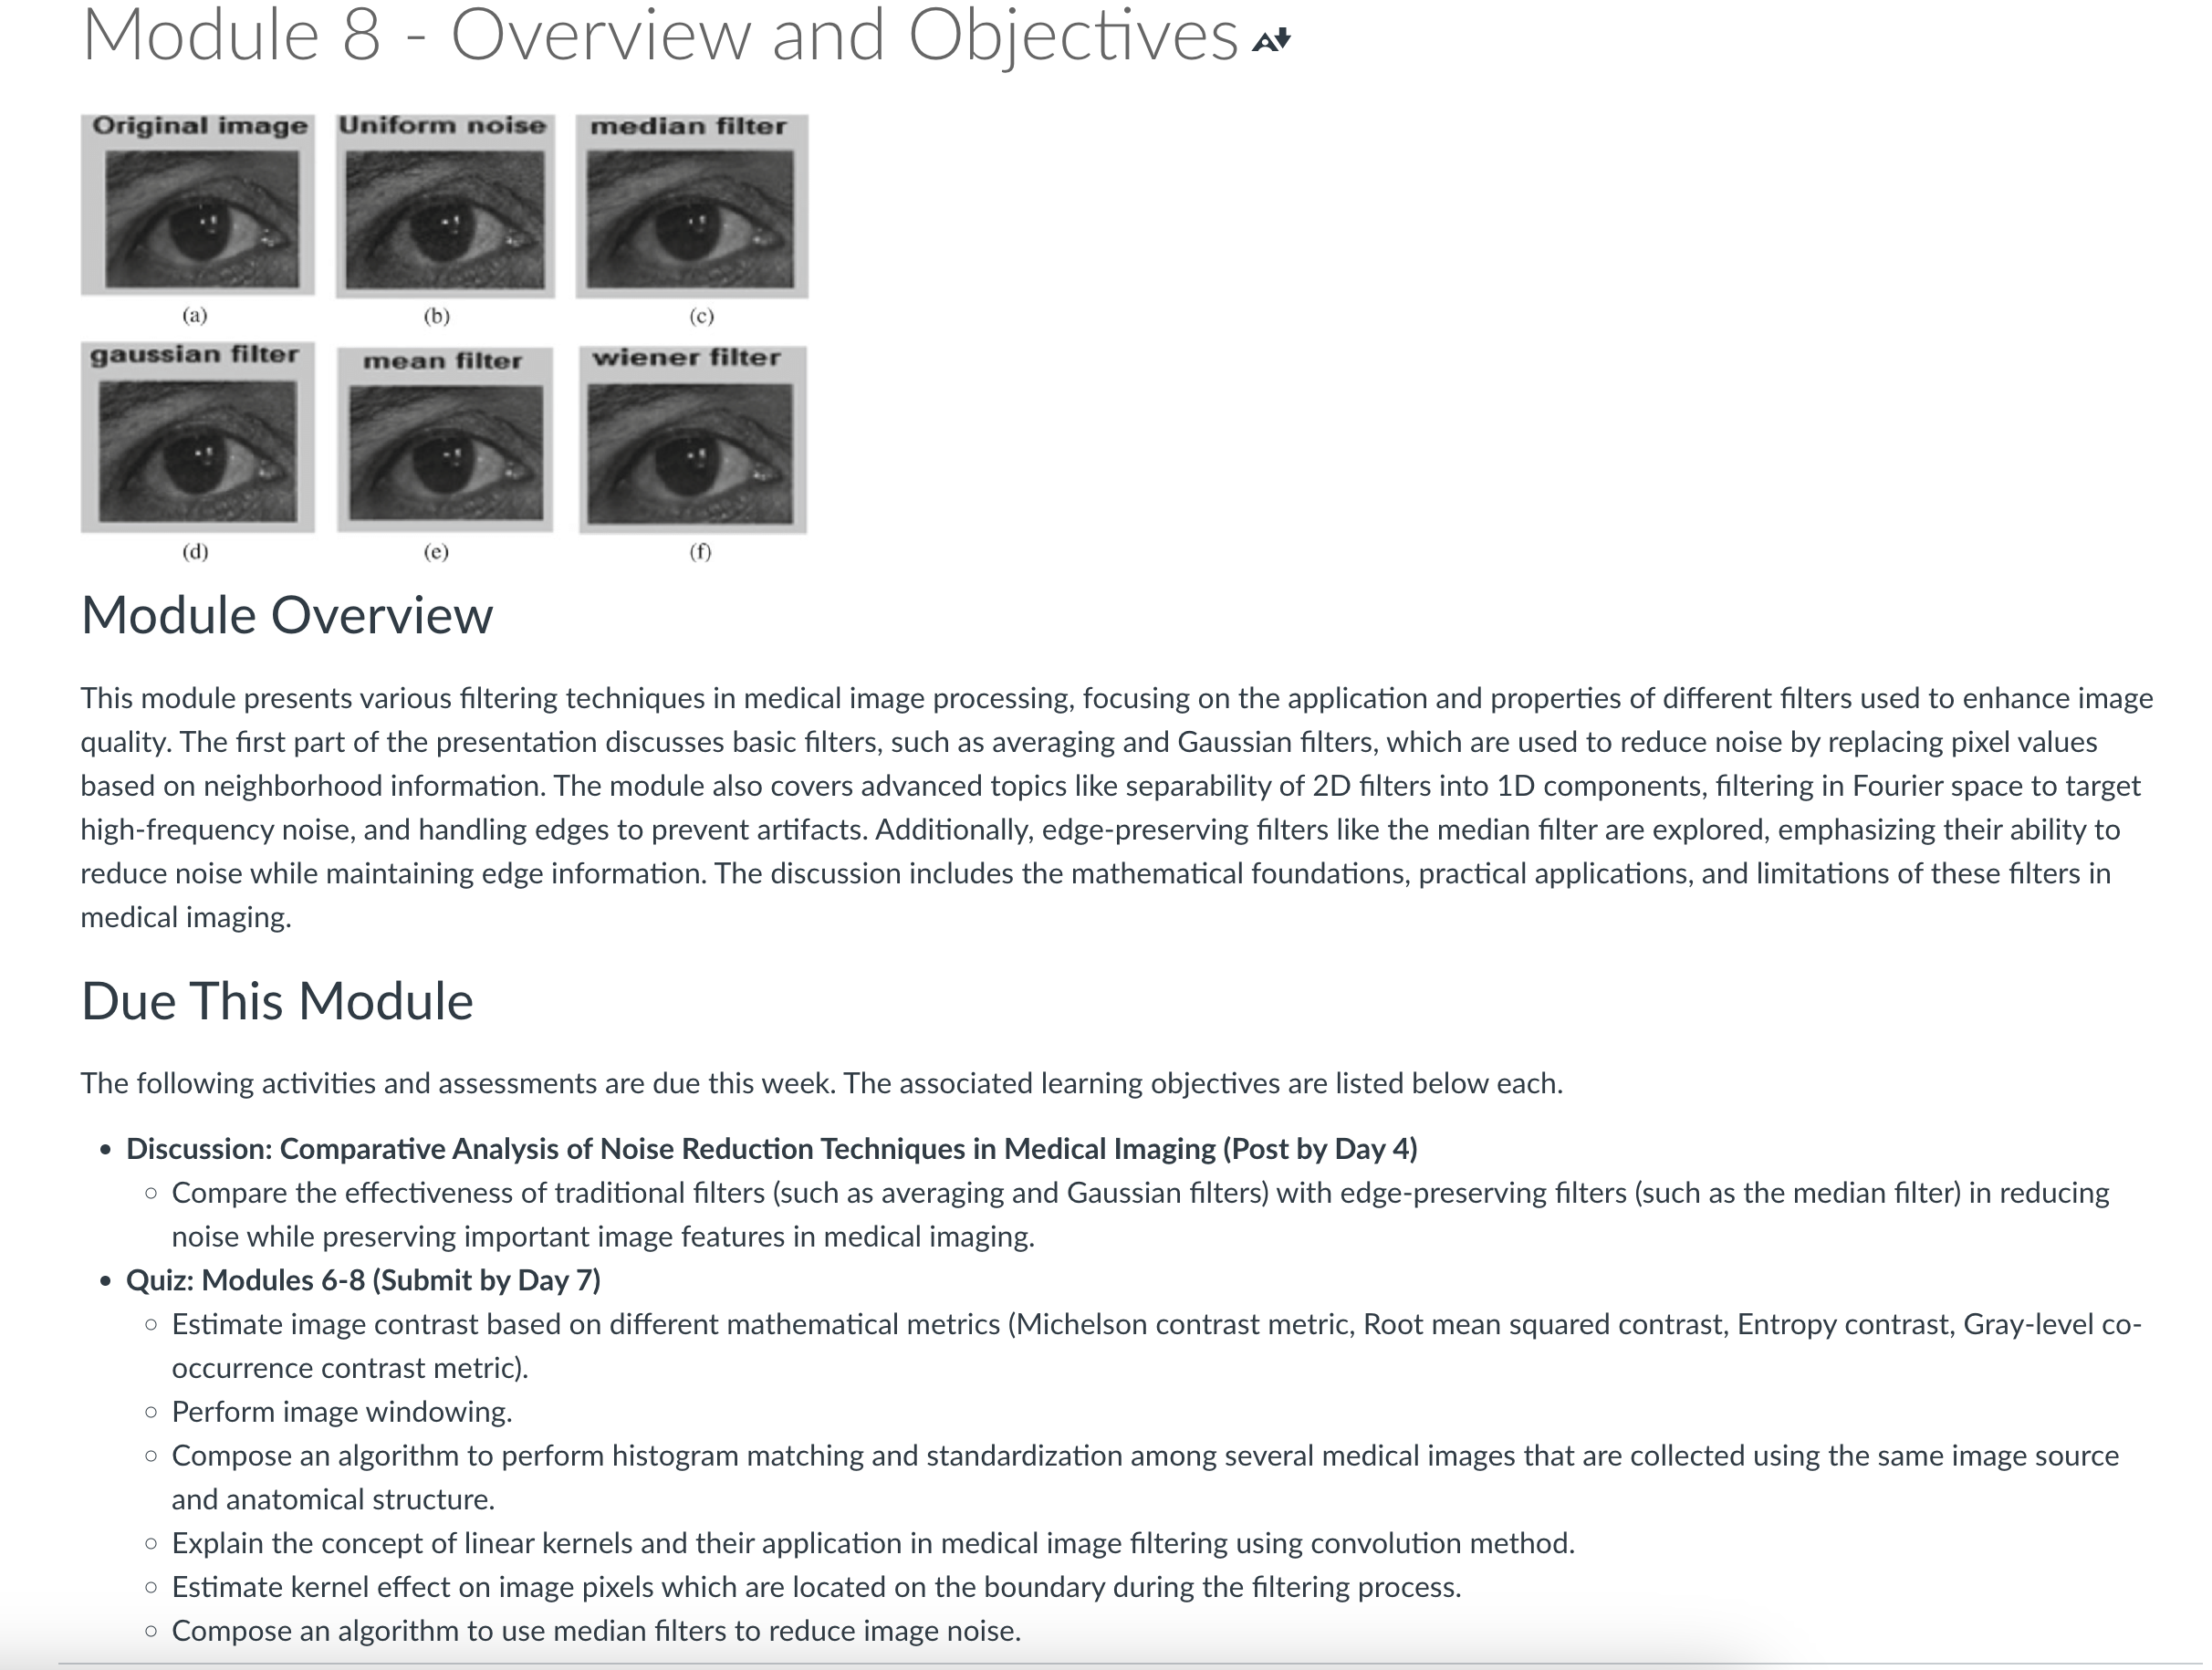 Module 8 - Overview and Objectives
Original image
Uniform noise
median filter
(a)
(b)
(c)
gaussian filter
mean filter
wiener filter
(d)
(e)
(f)
Module Overview
This module presents various filtering techniques in medical image processing, focusing on the application and properties of different filters used to enhance image
quality. The first part of the presentation discusses basic filters, such as averaging and Gaussian filters, which are used to reduce noise by replacing pixel values
based on neighborhood information. The module also covers advanced topics like separability of 2D filters into 1D components, filtering in Fourier space to target
high-frequency noise, and handling edges to prevent artifacts. Additionally, edge-preserving filters like the median filter are explored, emphasizing their ability to
reduce noise while maintaining edge information. The discussion includes the mathematical foundations, practical applications, and limitations of these filters in
medical imaging.
Due This Module
The following activities and assessments are due this week. The associated learning objectives are listed below each.
• Discussion: Comparative Analysis of Noise Reduction Techniques in Medical Imaging (Post by Day 4)
◦ Compare the effectiveness of traditional filters (such as averaging and Gaussian filters) with edge-preserving filters (such as the median filter) in reducing
noise while preserving important image features in medical imaging.
• Quiz: Modules 6-8 (Submit by Day 7)
◦ Estimate image contrast based on different mathematical metrics (Michelson contrast metric, Root mean squared contrast, Entropy contrast, Gray-level co-
occurrence contrast metric).
◦ Perform image windowing.
◦ Compose an algorithm to perform histogram matching and standardization among several medical images that are collected using the same image source
and anatomical structure.
◦ Explain the concept of linear kernels and their application in medical image filtering using convolution method.
◦ Estimate kernel effect on image pixels which are located on the boundary during the filtering process.
◦ Compose an algorithm to use median filters to reduce image noise.